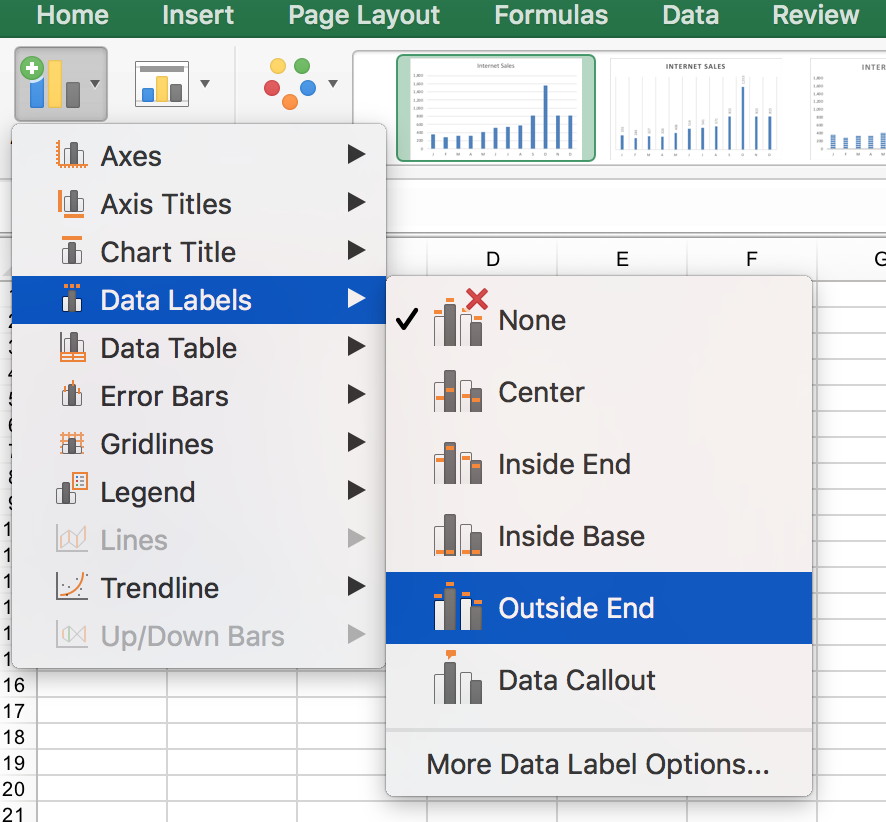 Home Insert Page Layout Formulas Data Review
Internet Sales
INTERNET SALES
INTER
Axes
Axis Titles
Chart Title
D E F G
Data Labels
None
Data Table
Center
Error Bars
Gridlines
Inside End
Legend
Lines
Inside Base
Trendline
Outside End
Up/Down Bars
Data Callout
16
17
18
More Data Label Options...
19
20
21